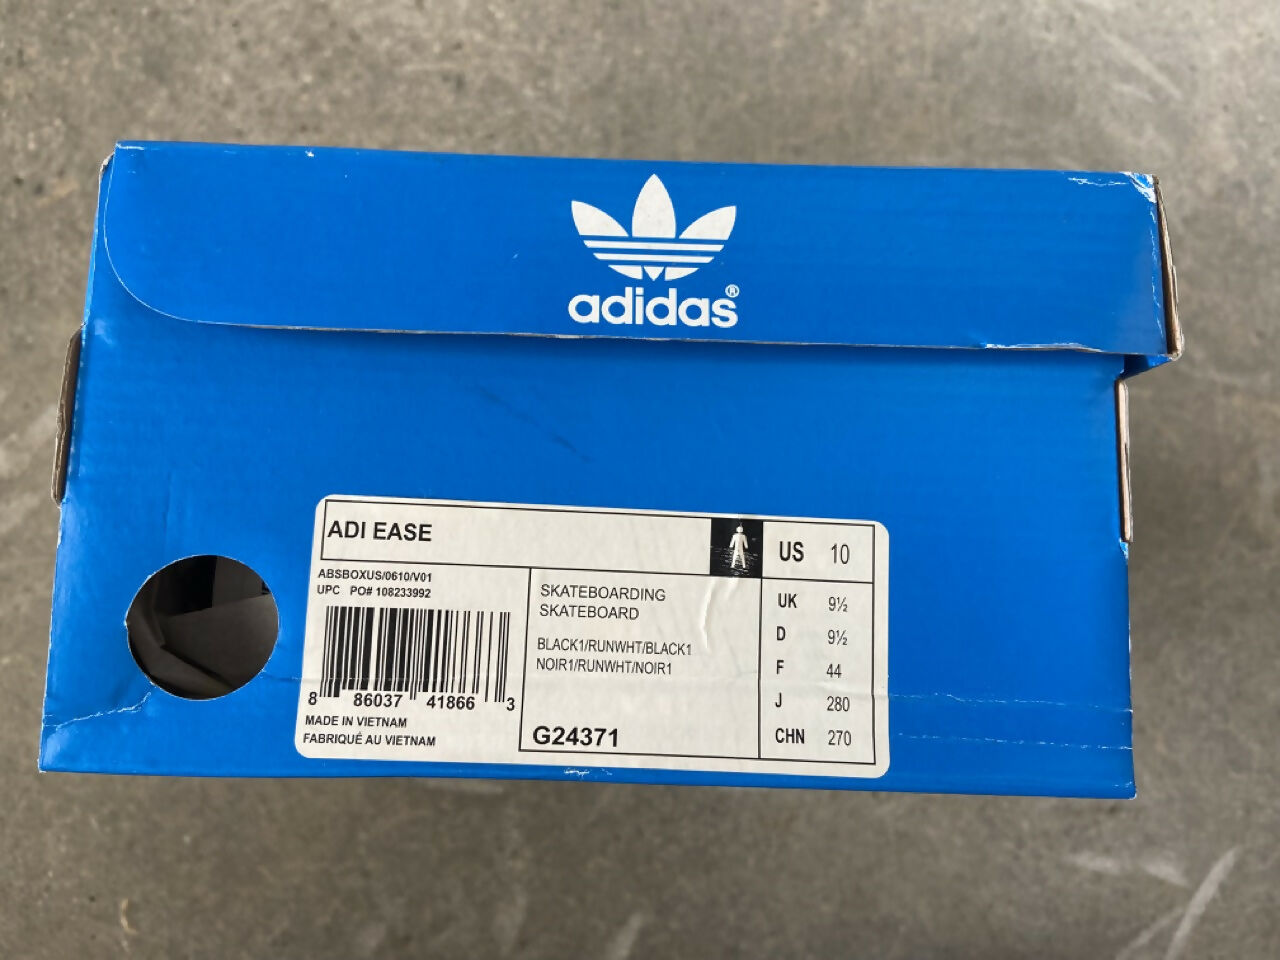 adidas®
ADI EASE
ABSBOXUS/0610/V01
UPC PO# 108233992
8 86037 41866 3
MADE IN VIETNAM
FABRIQUÉ AU VIETNAM
SKATEBOARDING
SKATEBOARD
BLACK1/RUNWHT/BLACK1
NOIR1/RUNWHT/NOIR1
G24371
US 10
UK 9½
D 9½
F 44
J 280
CHN 270